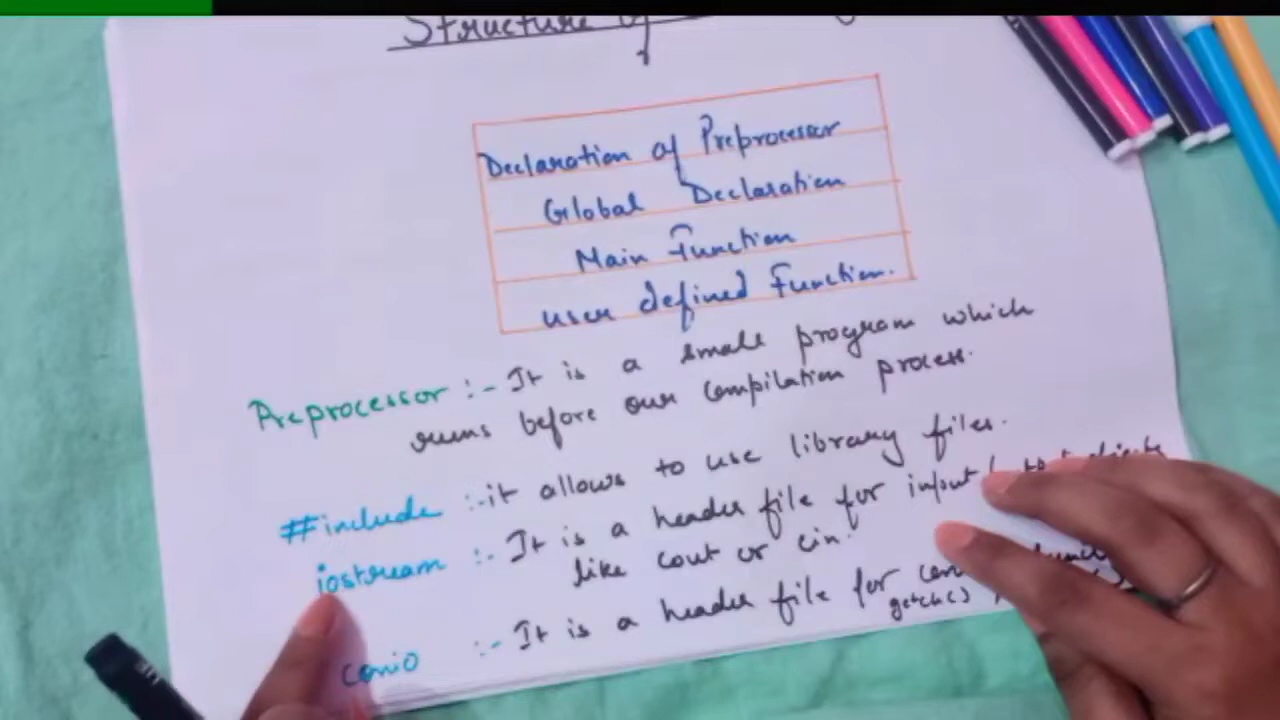 Structure of
Declaration of Preprocessor
Global Declaration
Main Function
user defined Function.
Preprocessor :- It is a small program which
runs before our compilation process.
#include :- it allows to use library files.
iostream :- It is a header file for input
like cout or cin.
conio :- It is a header file for
getch()